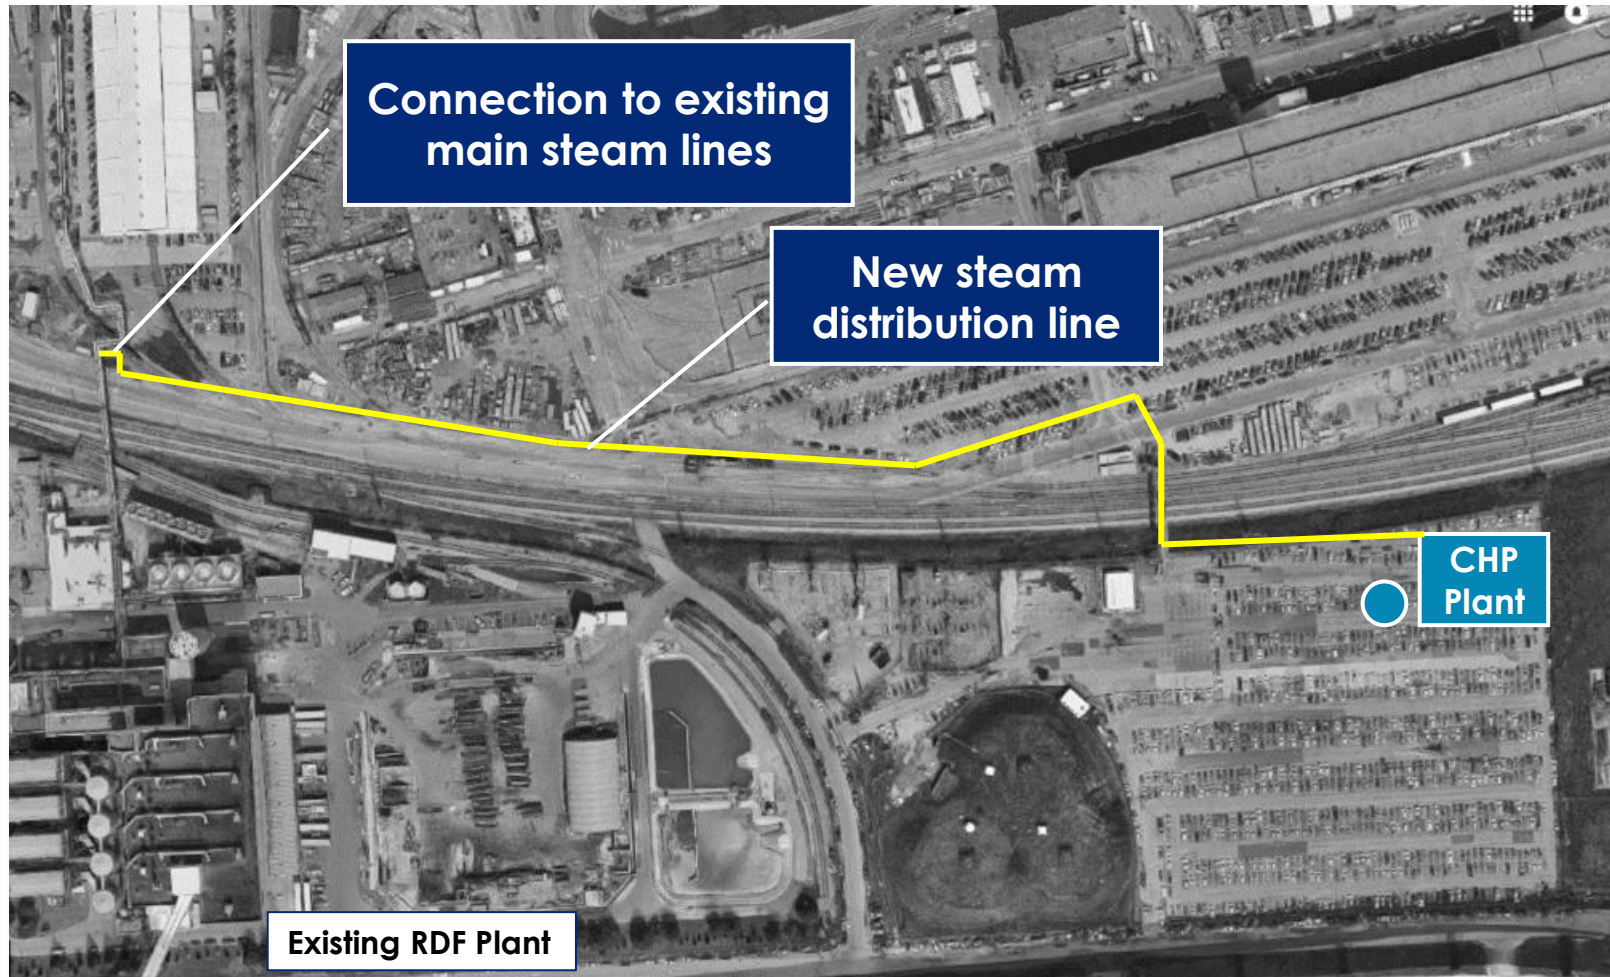 Connection to existing
main steam lines
New steam
distribution line
CHP
Plant
Existing RDF Plant